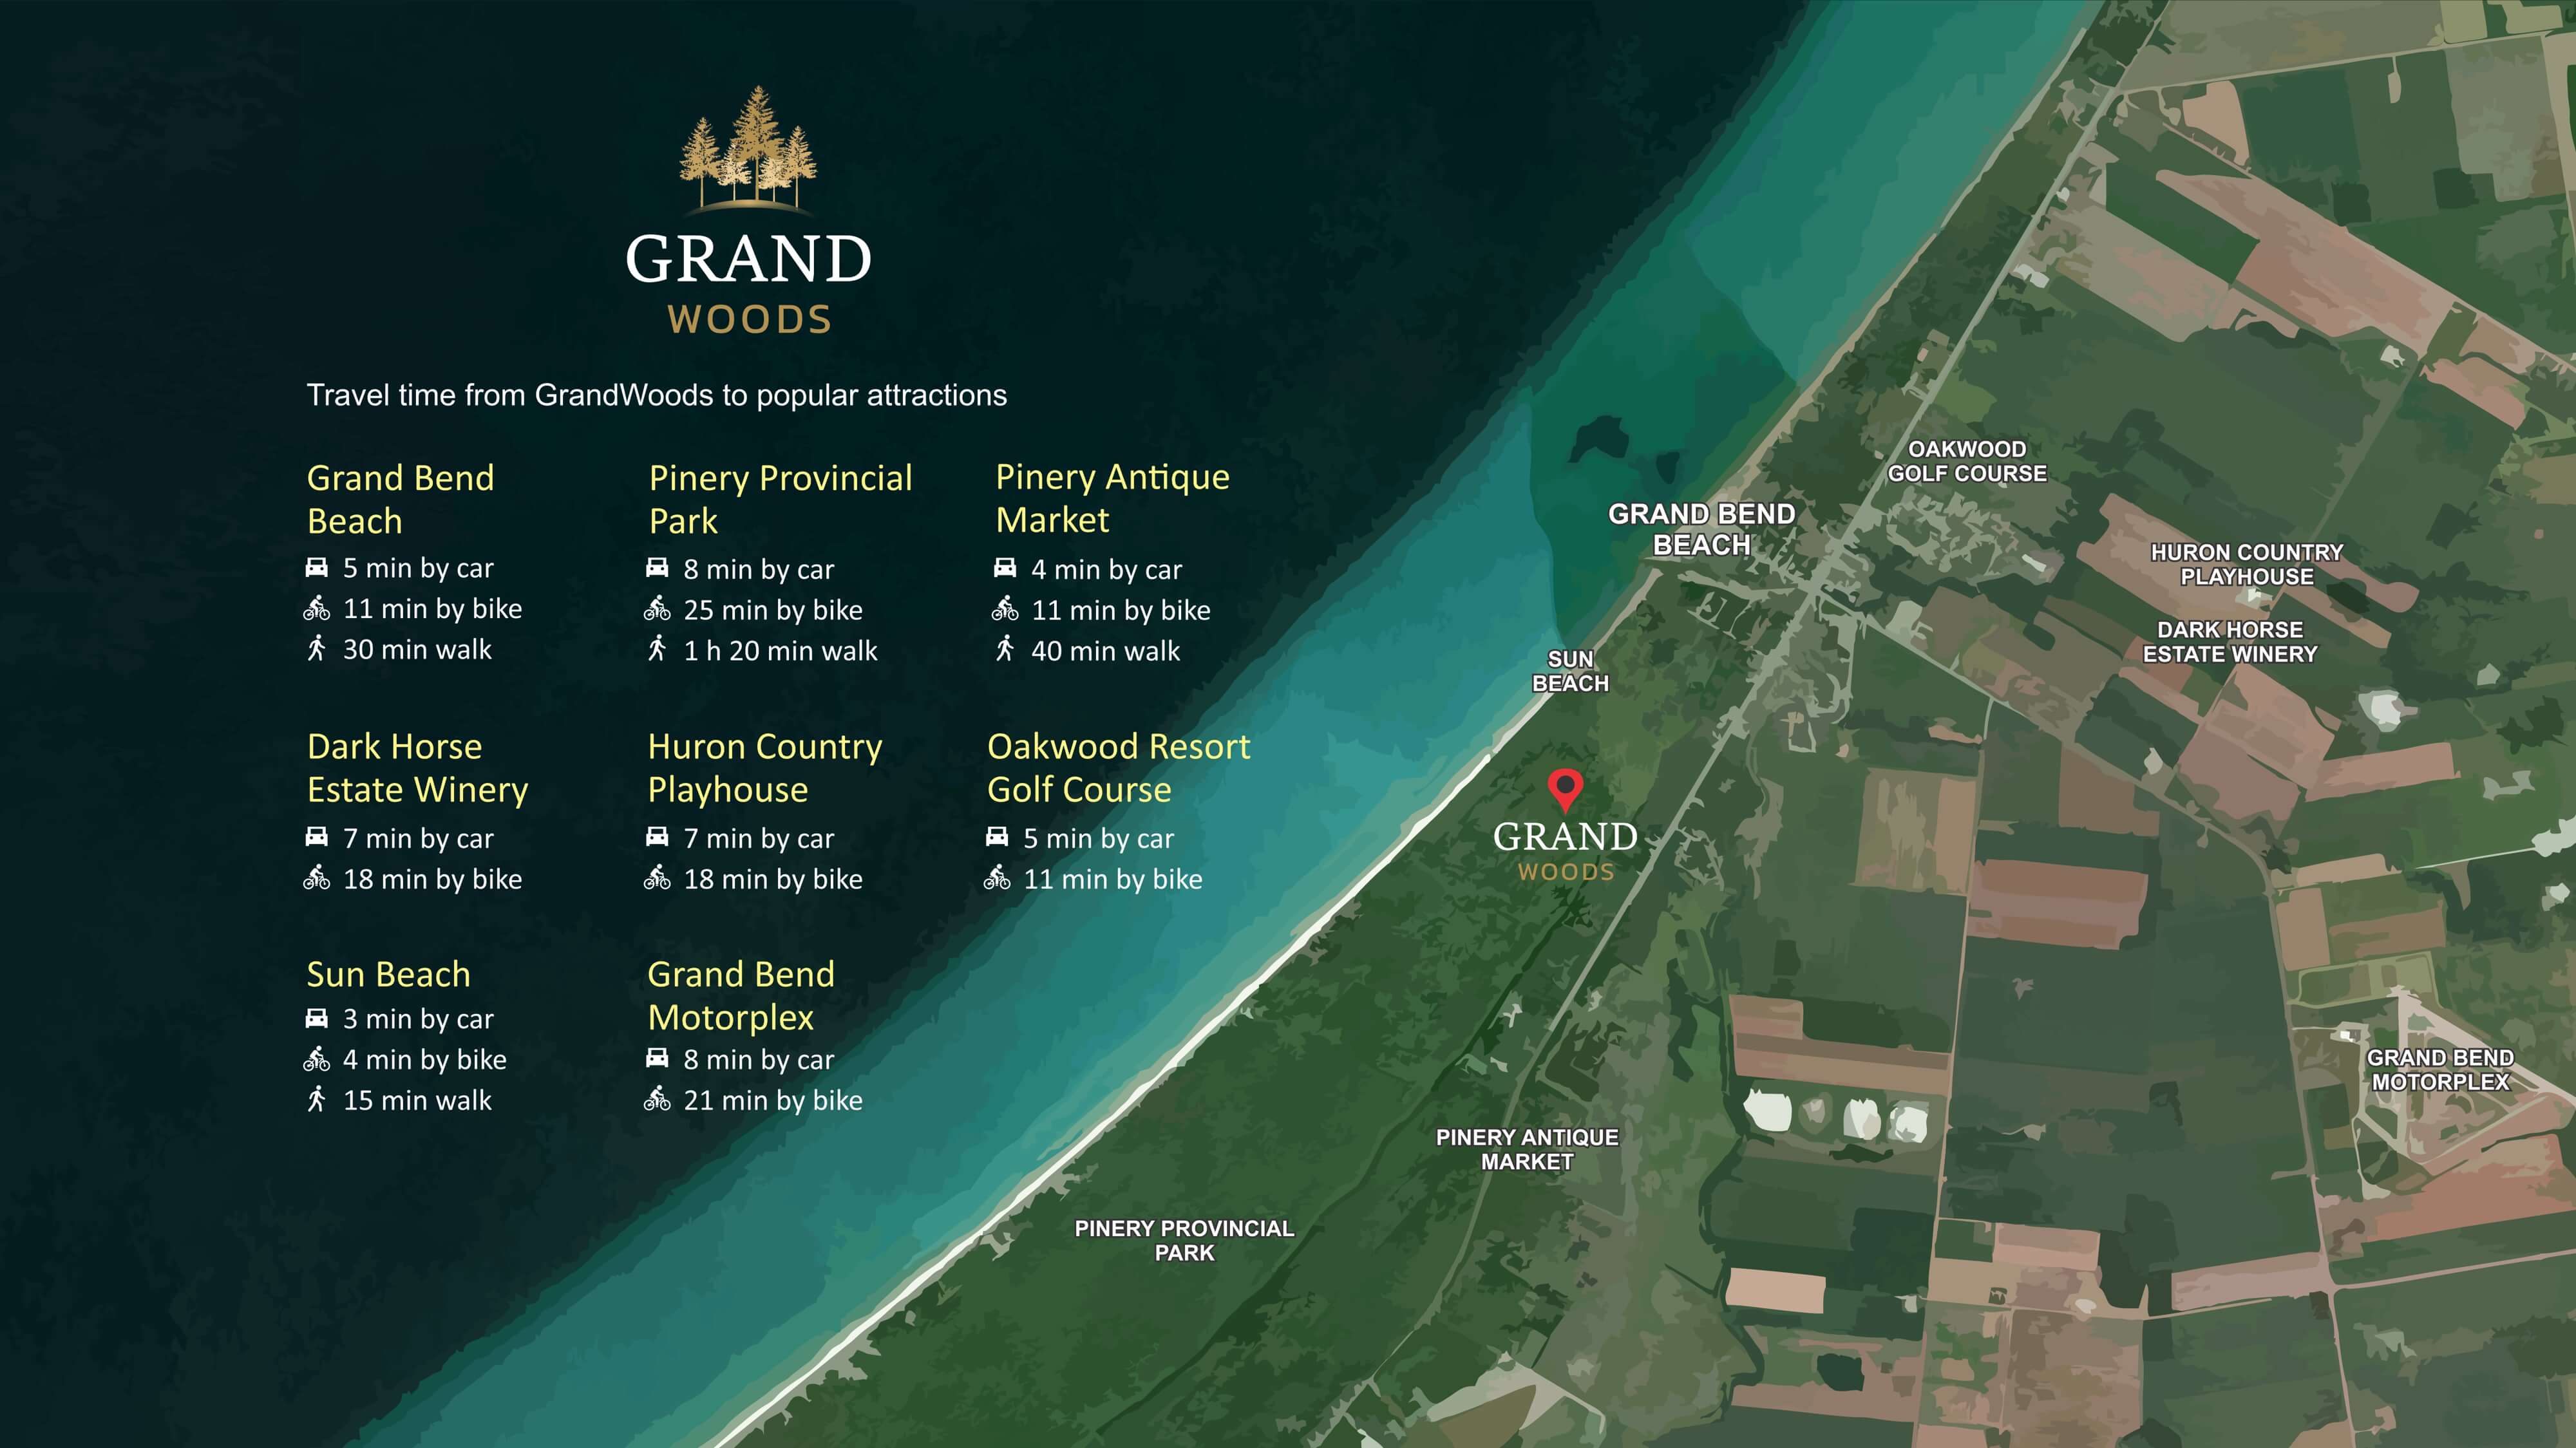 GRAND
WOODS
Travel time from GrandWoods to popular attractions
Grand Bend
Beach
5 min by car
11 min by bike
30 min walk
Pinery Provincial
Park
8 min by car
25 min by bike
1 h 20 min walk
Pinery Antique
Market
4 min by car
11 min by bike
40 min walk
Dark Horse
Estate Winery
7 min by car
18 min by bike
Huron Country
Playhouse
7 min by car
18 min by bike
Oakwood Resort
Golf Course
5 min by car
11 min by bike
Sun Beach
3 min by car
4 min by bike
15 min walk
Grand Bend
Motorplex
8 min by car
21 min by bike
OAKWOOD
GOLF COURSE
GRAND BEND
BEACH
HURON COUNTRY
PLAYHOUSE
DARK HORSE
ESTATE WINERY
SUN
BEACH
GRAND
WOODS
GRAND BEND
MOTORPLEX
PINERY ANTIQUE
MARKET
PINERY PROVINCIAL
PARK